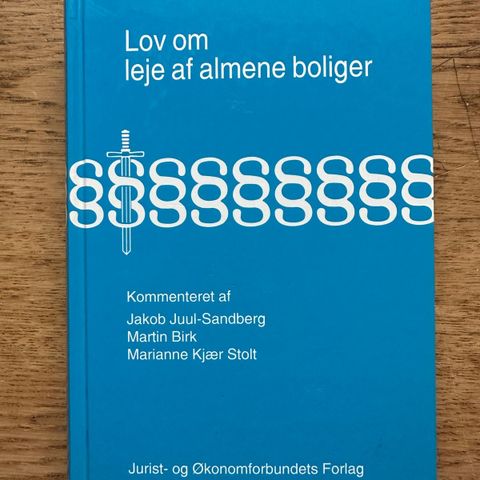 Lov om
leje af almene boliger
§§§§§§§§§
Kommenteret af
Jakob Juul-Sandberg
Martin Birk
Marianne Kjær Stolt
Jurist- og Økonomforbundets Forlag